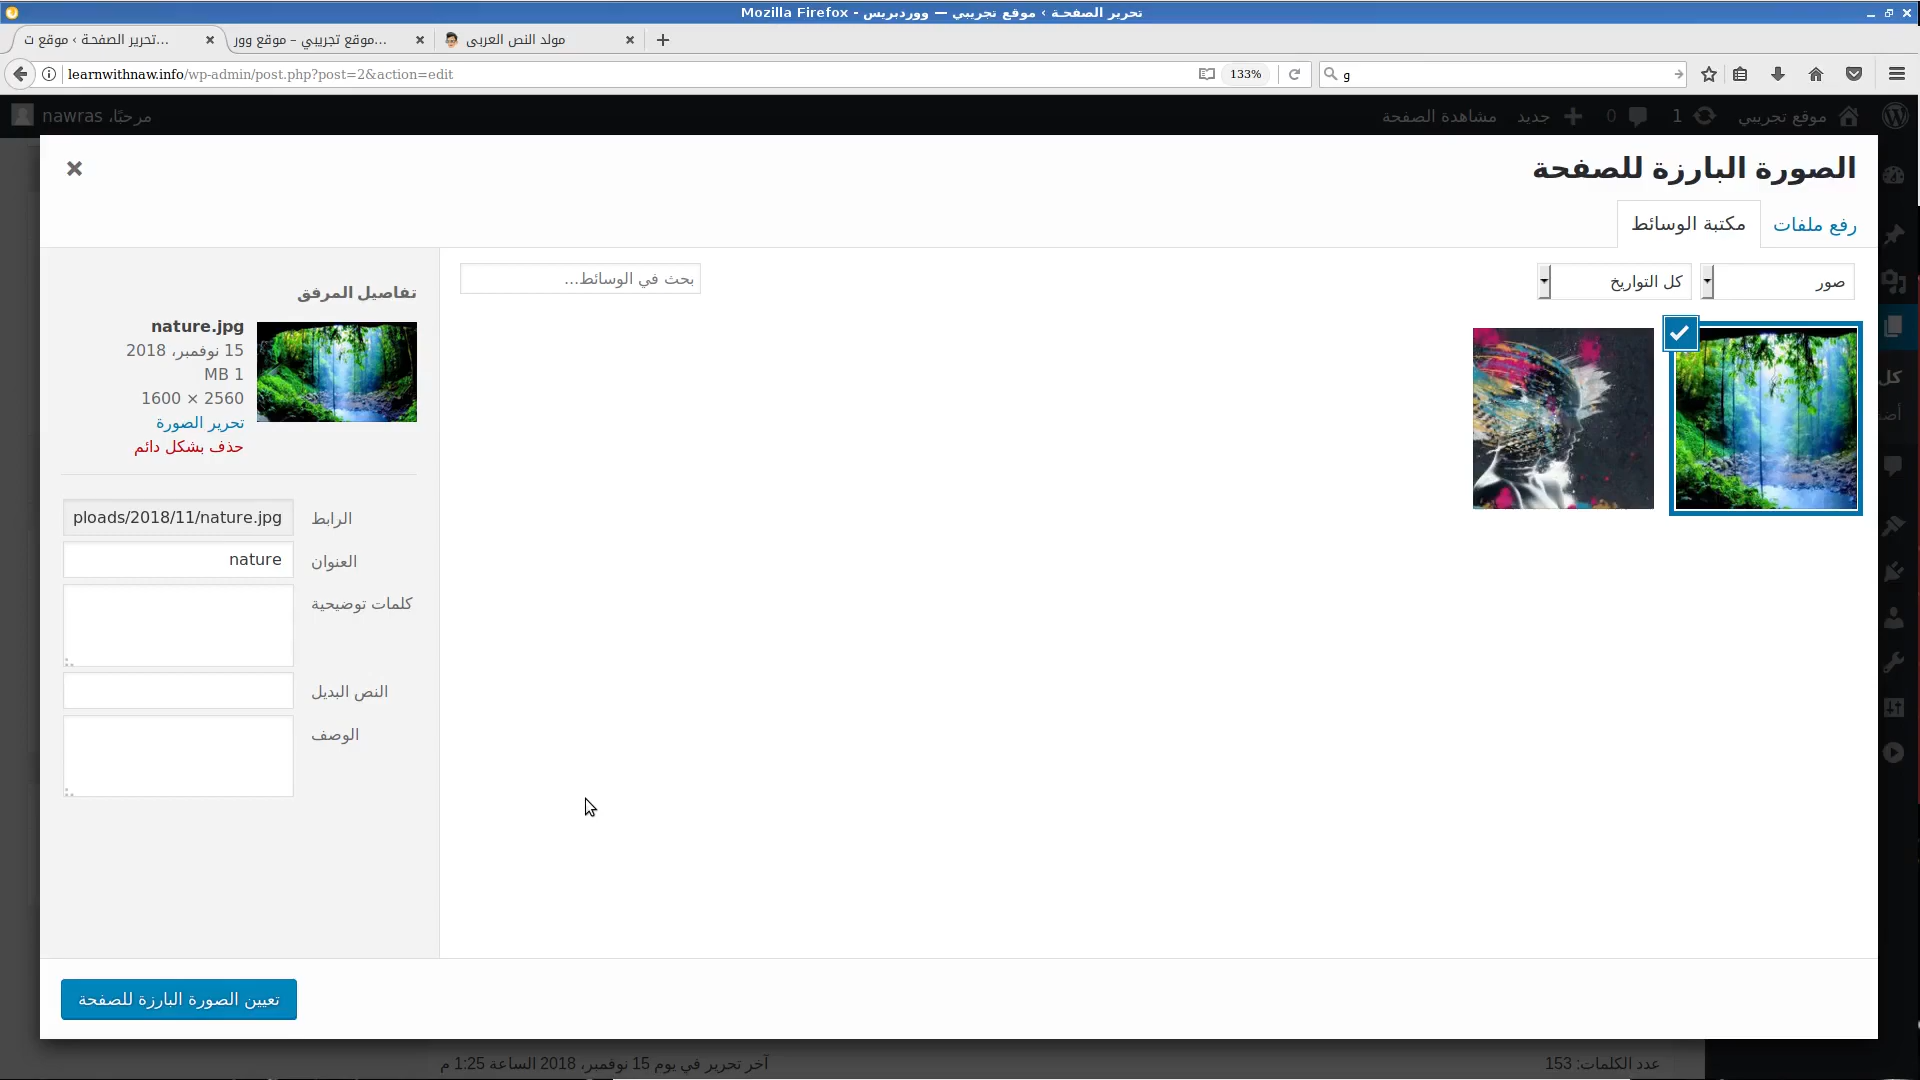 تحرير الصفحة ‹ موقع تجريبي — ووردبريس - Mozilla Firefox
تحرير الصفحة ‹ موقع ت...
موقع تجريبي – موقع وور...
مولد النص العربى
learnwithnaw.info/wp-admin/post.php?post=2&action=edit
133%
و
موقع تجريبي
1
0
جديد
مشاهدة الصفحة
مرحبًا، nawras
الصورة البارزة للصفحة
رفع ملفات
مكتبة الوسائط
صور
كل التواريخ
بحث في الوسائط...
تفاصيل المرفق
nature.jpg
15 نوفمبر، 2018
1 MB
2560 × 1600
تحرير الصورة
حذف بشكل دائم
الرابط
ploads/2018/11/nature.jpg
العنوان
nature
كلمات توضيحية
النص البديل
الوصف
كل
أض
تعيين الصورة البارزة للصفحة
عدد الكلمات: 153
آخر تحرير في يوم 15 نوفمبر، 2018 الساعة 1:25 م